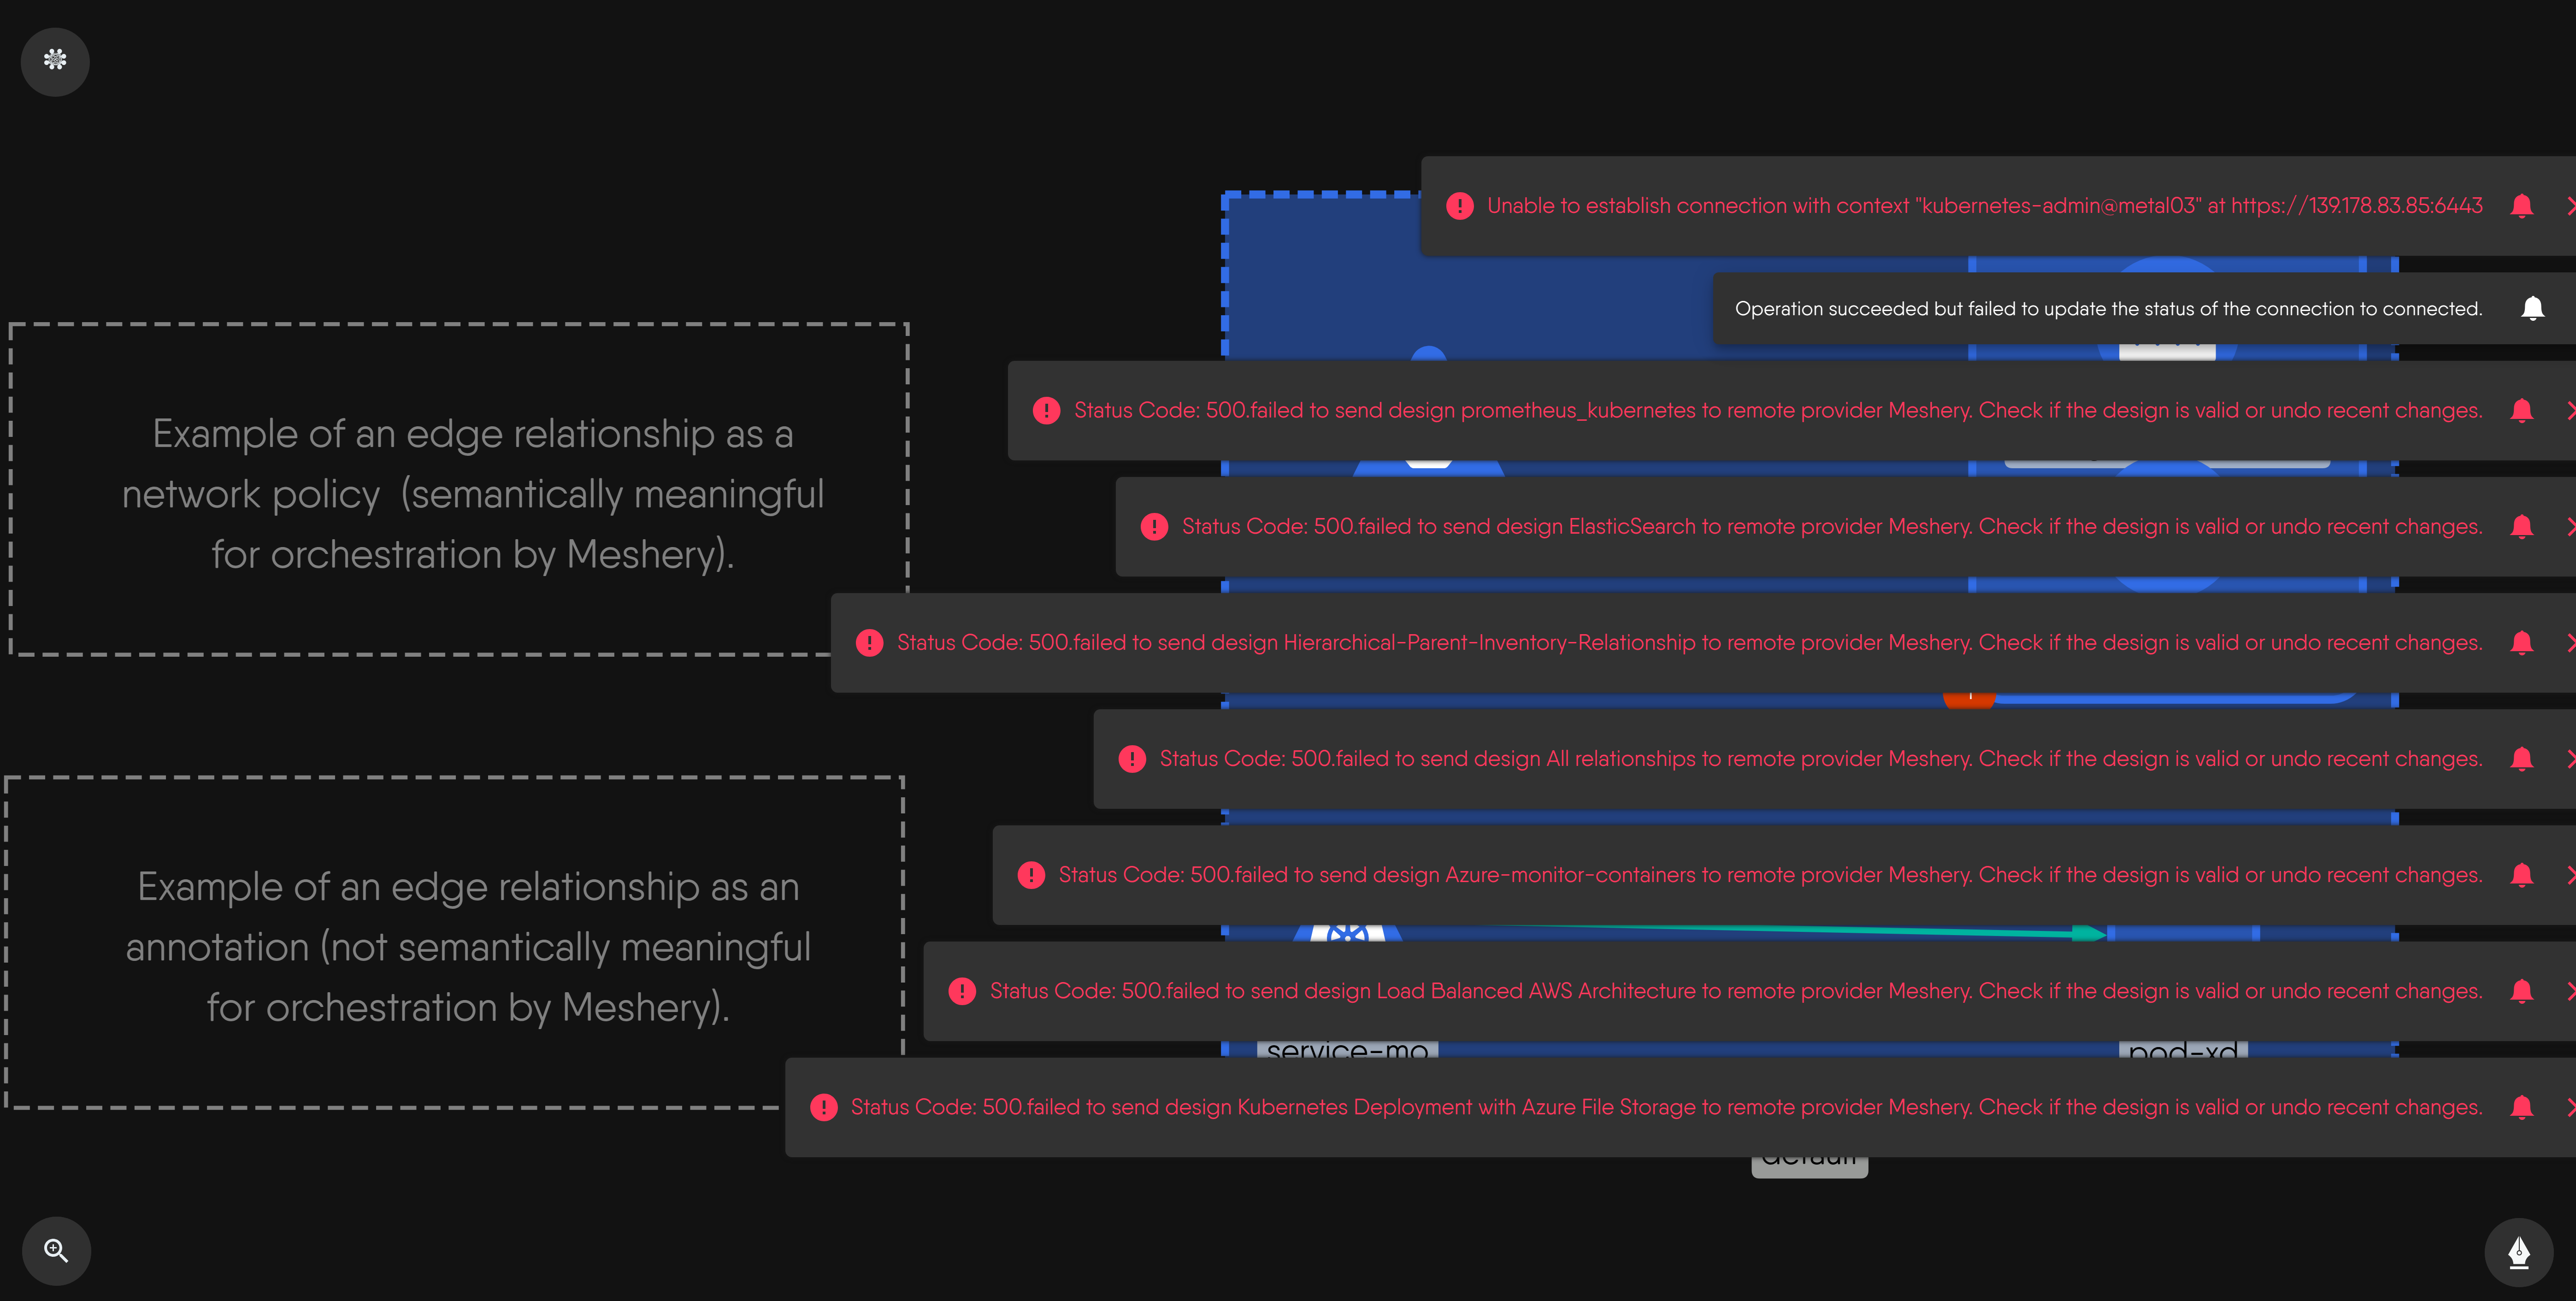 Unable to establish connection with context "kubernetes-admin@metal03" at https://139.178.83.85:6443
Operation succeeded but failed to update the status of the connection to connected.
Example of an edge relationship as a
network policy (semantically meaningful
for orchestration by Meshery).
Status Code: 500.failed to send design prometheus_kubernetes to remote provider Meshery. Check if the design is valid or undo recent changes.
Status Code: 500.failed to send design ElasticSearch to remote provider Meshery. Check if the design is valid or undo recent changes.
Status Code: 500.failed to send design Hierarchical-Parent-Inventory-Relationship to remote provider Meshery. Check if the design is valid or undo recent changes.
Status Code: 500.failed to send design All relationships to remote provider Meshery. Check if the design is valid or undo recent changes.
Example of an edge relationship as an
annotation (not semantically meaningful
for orchestration by Meshery).
Status Code: 500.failed to send design Azure-monitor-containers to remote provider Meshery. Check if the design is valid or undo recent changes.
Status Code: 500.failed to send design Load Balanced AWS Architecture to remote provider Meshery. Check if the design is valid or undo recent changes.
service-mo
pod-xd
Status Code: 500.failed to send design Kubernetes Deployment with Azure File Storage to remote provider Meshery. Check if the design is valid or undo recent changes.
default